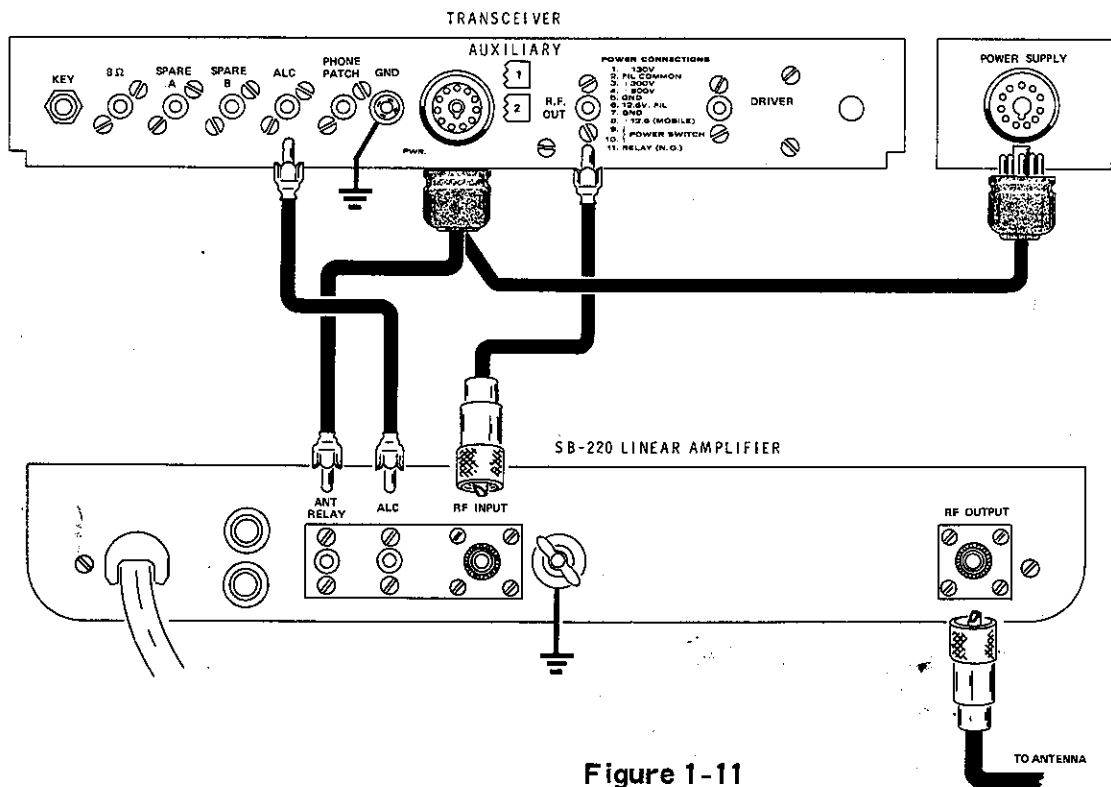 TRANSCEIVER
AUXILIARY
KEY
8Ω
SPARE A
SPARE B
ALC
PHONE PATCH
GND
1
2
PWR.
R.F. OUT
POWER CONNECTIONS
1. - 130V
2. FIL COMMON
3. + 300V
4. + 800V
5. GND
6. 12.6V. FIL
7. GND
8. - 12.6 (MOBILE)
9.
10. POWER SWITCH
11. RELAY (N.O.)
DRIVER
POWER SUPPLY
SB-220 LINEAR AMPLIFIER
ANT RELAY
ALC
RF INPUT
RF OUTPUT
TO ANTENNA
Figure 1-11